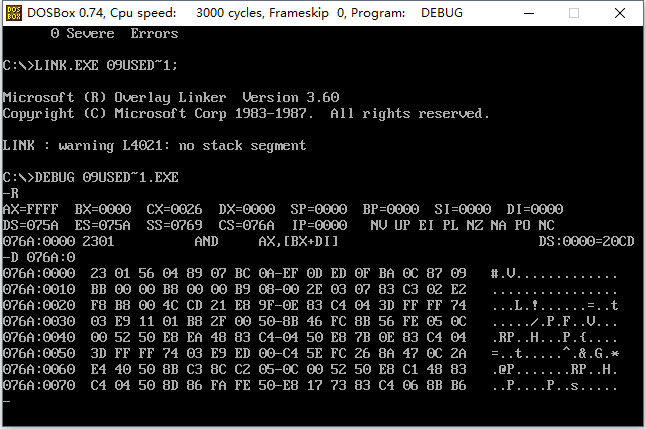 DOSBox 0.74, Cpu speed: 3000 cycles, Frameskip 0, Program: DEBUG
0 Severe Errors
C:\>LINK.EXE 09USED~1;
Microsoft (R) Overlay Linker Version 3.60
Copyright (C) Microsoft Corp 1983-1987. All rights reserved.
LINK : warning L4021: no stack segment
C:\>DEBUG 09USED~1.EXE
-R
AX=FFFF BX=0000 CX=0026 DX=0000 SP=0000 BP=0000 SI=0000 DI=0000
DS=075A ES=075A SS=0769 CS=076A IP=0000 NV UP EI PL NZ NA PO NC
076A:0000 2301 AND AX,[BX+DI] DS:0000=20CD
-D 076A:0
076A:0000 23 01 56 04 89 07 BC 0A-EF 0D ED 0F BA 0C 87 09 #.V.............
076A:0010 BB 00 00 B8 00 00 B9 08-00 2E 03 07 83 C3 02 E2 ................
076A:0020 F8 B8 00 4C CD 21 E8 9F-0E 83 C4 04 3D FF FF 74 ...L.!......=..t
076A:0030 03 E9 11 01 B8 2F 00 50-8B 46 FC 8B 56 FE 05 0C ...../.P.F..V...
076A:0040 00 52 50 E8 EA 48 83 C4-04 50 E8 7B 0E 83 C4 04 .RP..H...P.{....
076A:0050 3D FF FF 74 03 E9 ED 00-C4 5E FC 26 8A 47 0C 2A =..t.....^.&.G.*
076A:0060 E4 40 50 8B C3 8C C2 05-0C 00 52 50 E8 C1 48 83 .@P.......RP..H.
076A:0070 C4 04 50 8D 86 FA FE 50-E8 17 73 83 C4 06 8B B6 ..P....P..s.....
-